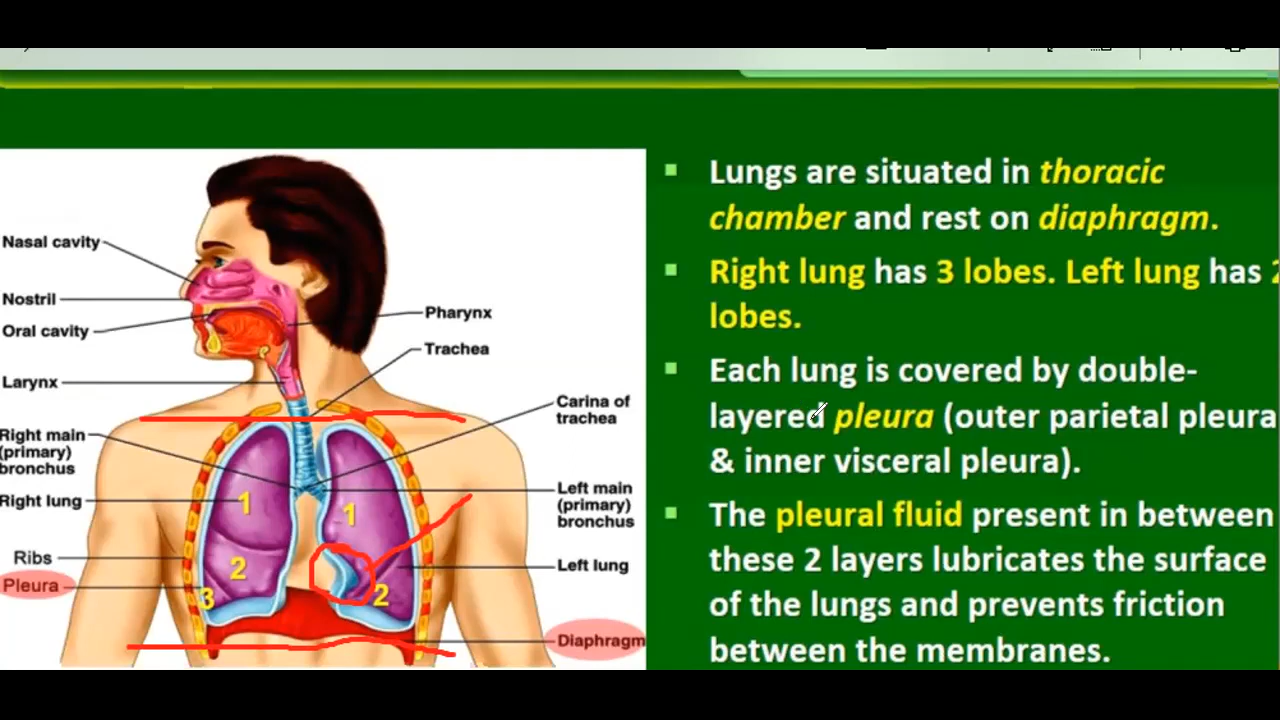 Nasal cavity
Nostril
Oral cavity
Larynx
Right main
(primary)
bronchus
Right lung
Ribs
Pleura
Pharynx
Trachea
Carina of
trachea
Left main
(primary)
bronchus
Left lung
Diaphragm
1
2
3
1
2
Lungs are situated in thoracic
chamber and rest on diaphragm.
Right lung has 3 lobes. Left lung has 2
lobes.
Each lung is covered by double-
layered pleura (outer parietal pleura
& inner visceral pleura).
The pleural fluid present in between
these 2 layers lubricates the surface
of the lungs and prevents friction
between the membranes.